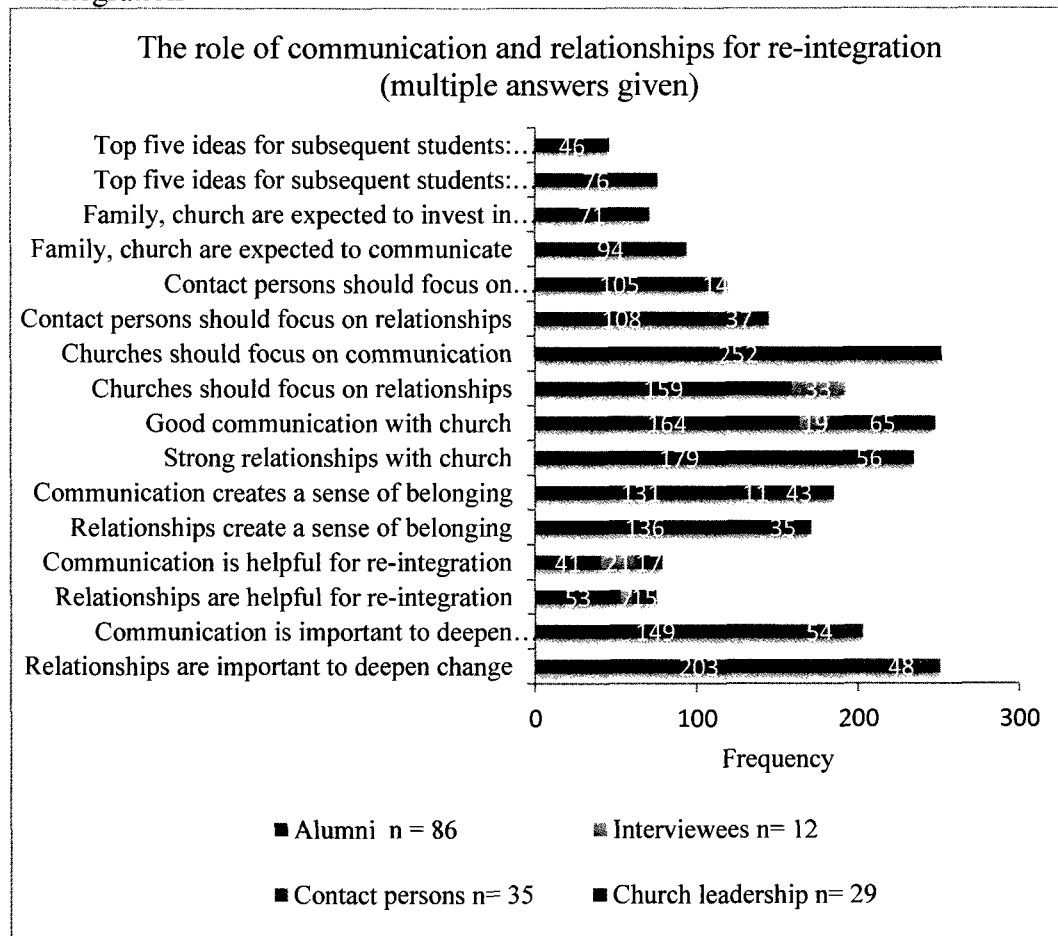 The role of communication and relationships for re-integration
(multiple answers given)
Top five ideas for subsequent students:... 46
Top five ideas for subsequent students:... 76
Family, church are expected to invest in... 71
Family, church are expected to communicate 94
Contact persons should focus on... 105 14
Contact persons should focus on relationships 108 37
Churches should focus on communication 252
Churches should focus on relationships 159 33
Good communication with church 164 19 65
Strong relationships with church 179 56
Communication creates a sense of belonging 131 11 43
Relationships create a sense of belonging 136 35
Communication is helpful for re-integration 41 21 17
Relationships are helpful for re-integration 53 7 15
Communication is important to deepen... 149 54
Relationships are important to deepen change 203 48
0 100 200 300
Frequency
Alumni n = 86
Interviewees n= 12
Contact persons n= 35
Church leadership n= 29